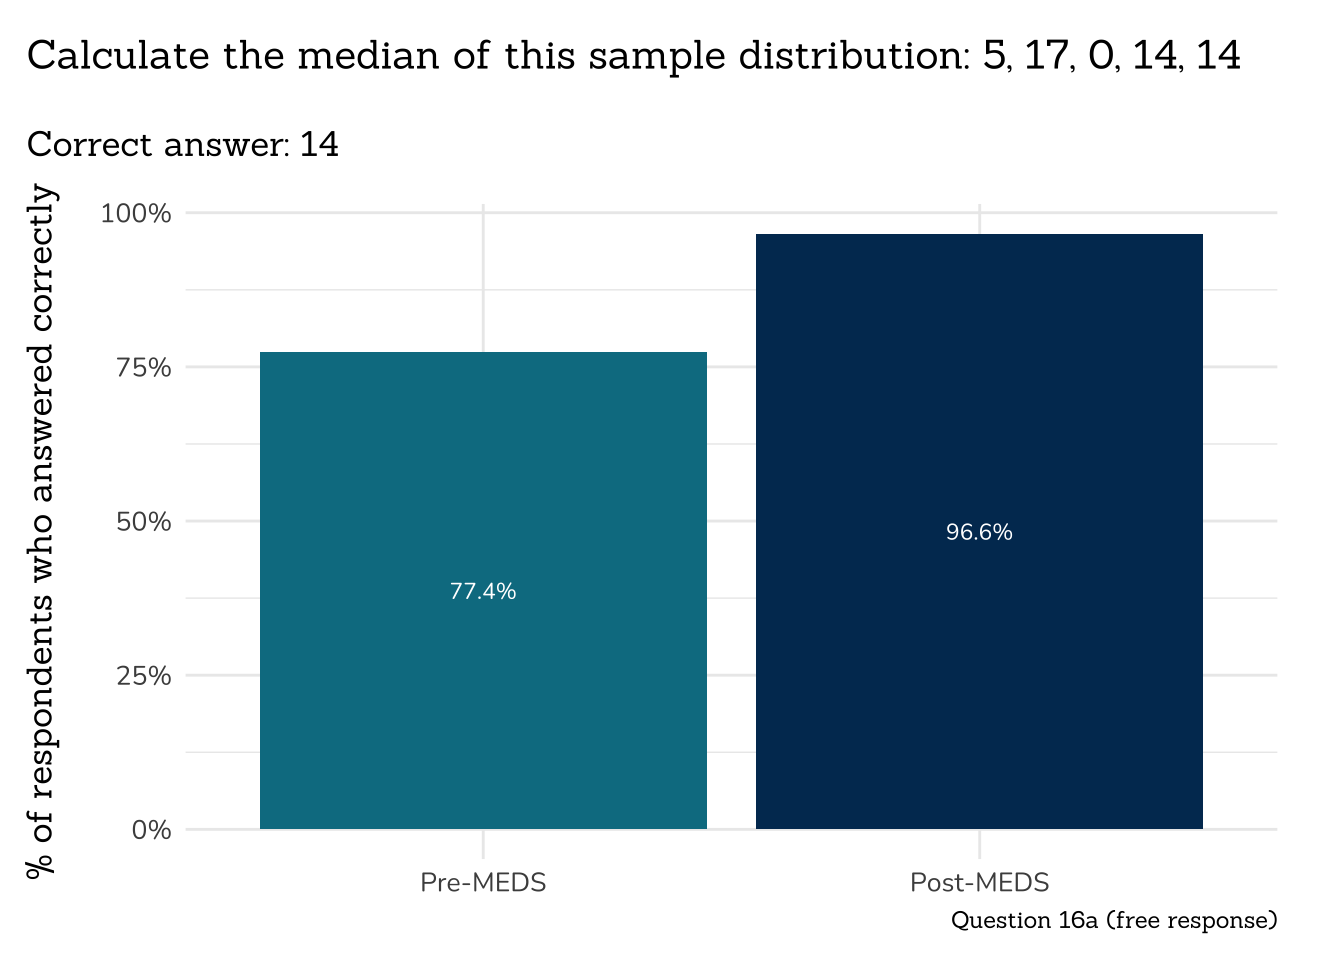 Calculate the median of this sample distribution: 5, 17, 0, 14, 14
Correct answer: 14
% of respondents who answered correctly
100%
75%
50%
25%
0%
77.4%
96.6%
Pre-MEDS
Post-MEDS
Question 16a (free response)